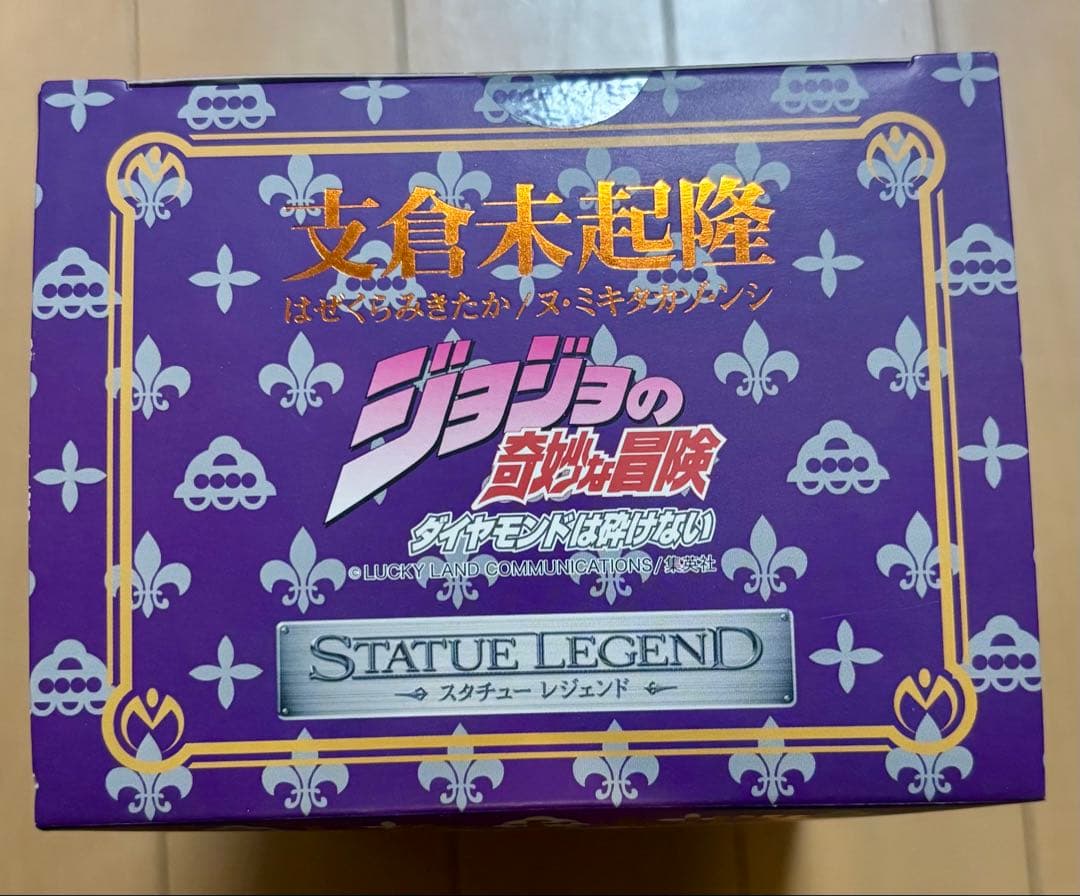 支倉未起隆
はぜくらみきたか/ヌ・ミキタカゾ・ンシ
ジョジョの
奇妙な冒険
ダイヤモンドは砕けない
©LUCKY LAND COMMUNICATIONS/集英社
STATUE LEGEND
スタチュー レジェンド